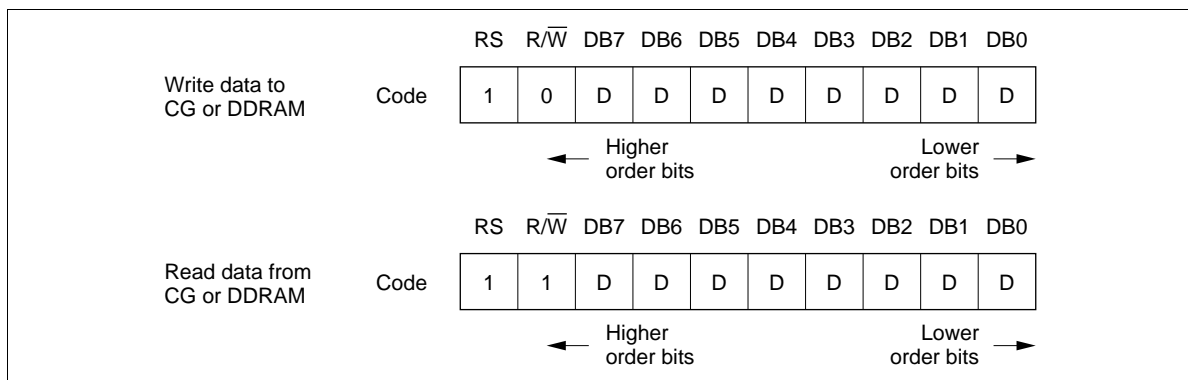 RS R/W̅ DB7 DB6 DB5 DB4 DB3 DB2 DB1 DB0
Write data to
CG or DDRAM
Code 1 0 D D D D D D D D
Higher
order bits
Lower
order bits
RS R/W̅ DB7 DB6 DB5 DB4 DB3 DB2 DB1 DB0
Read data from
CG or DDRAM
Code 1 1 D D D D D D D D
Higher
order bits
Lower
order bits